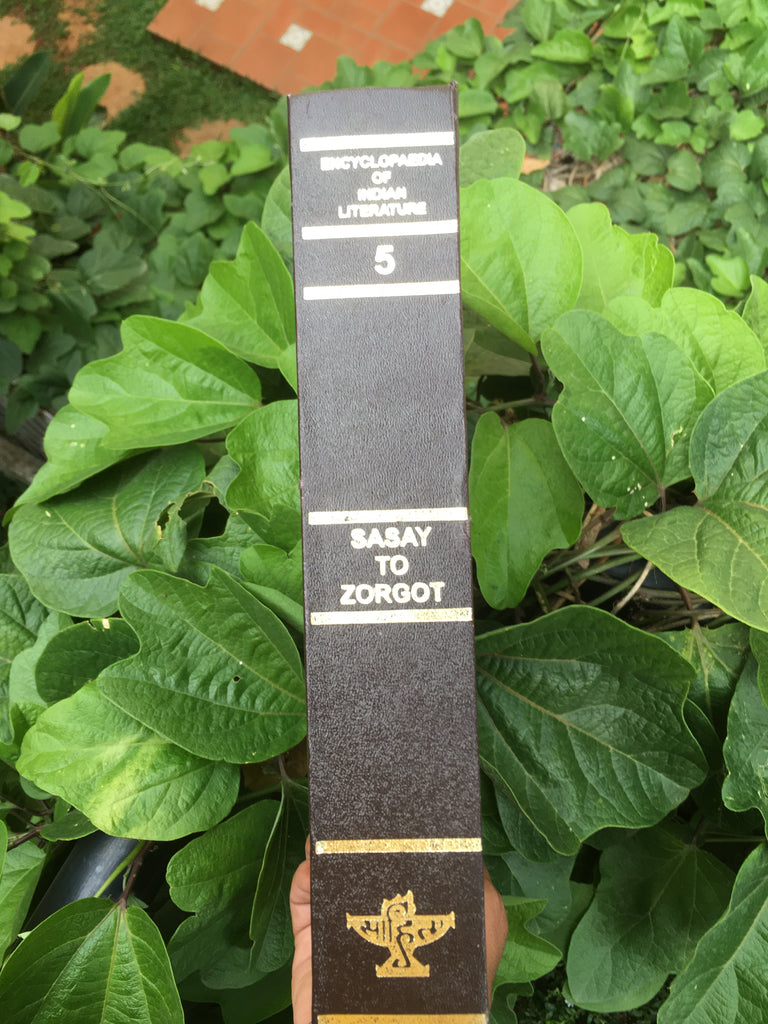 ENCYCLOPAEDIA
OF
INDIAN
LITERATURE
5
SASAY
TO
ZORGOT
साहित्य